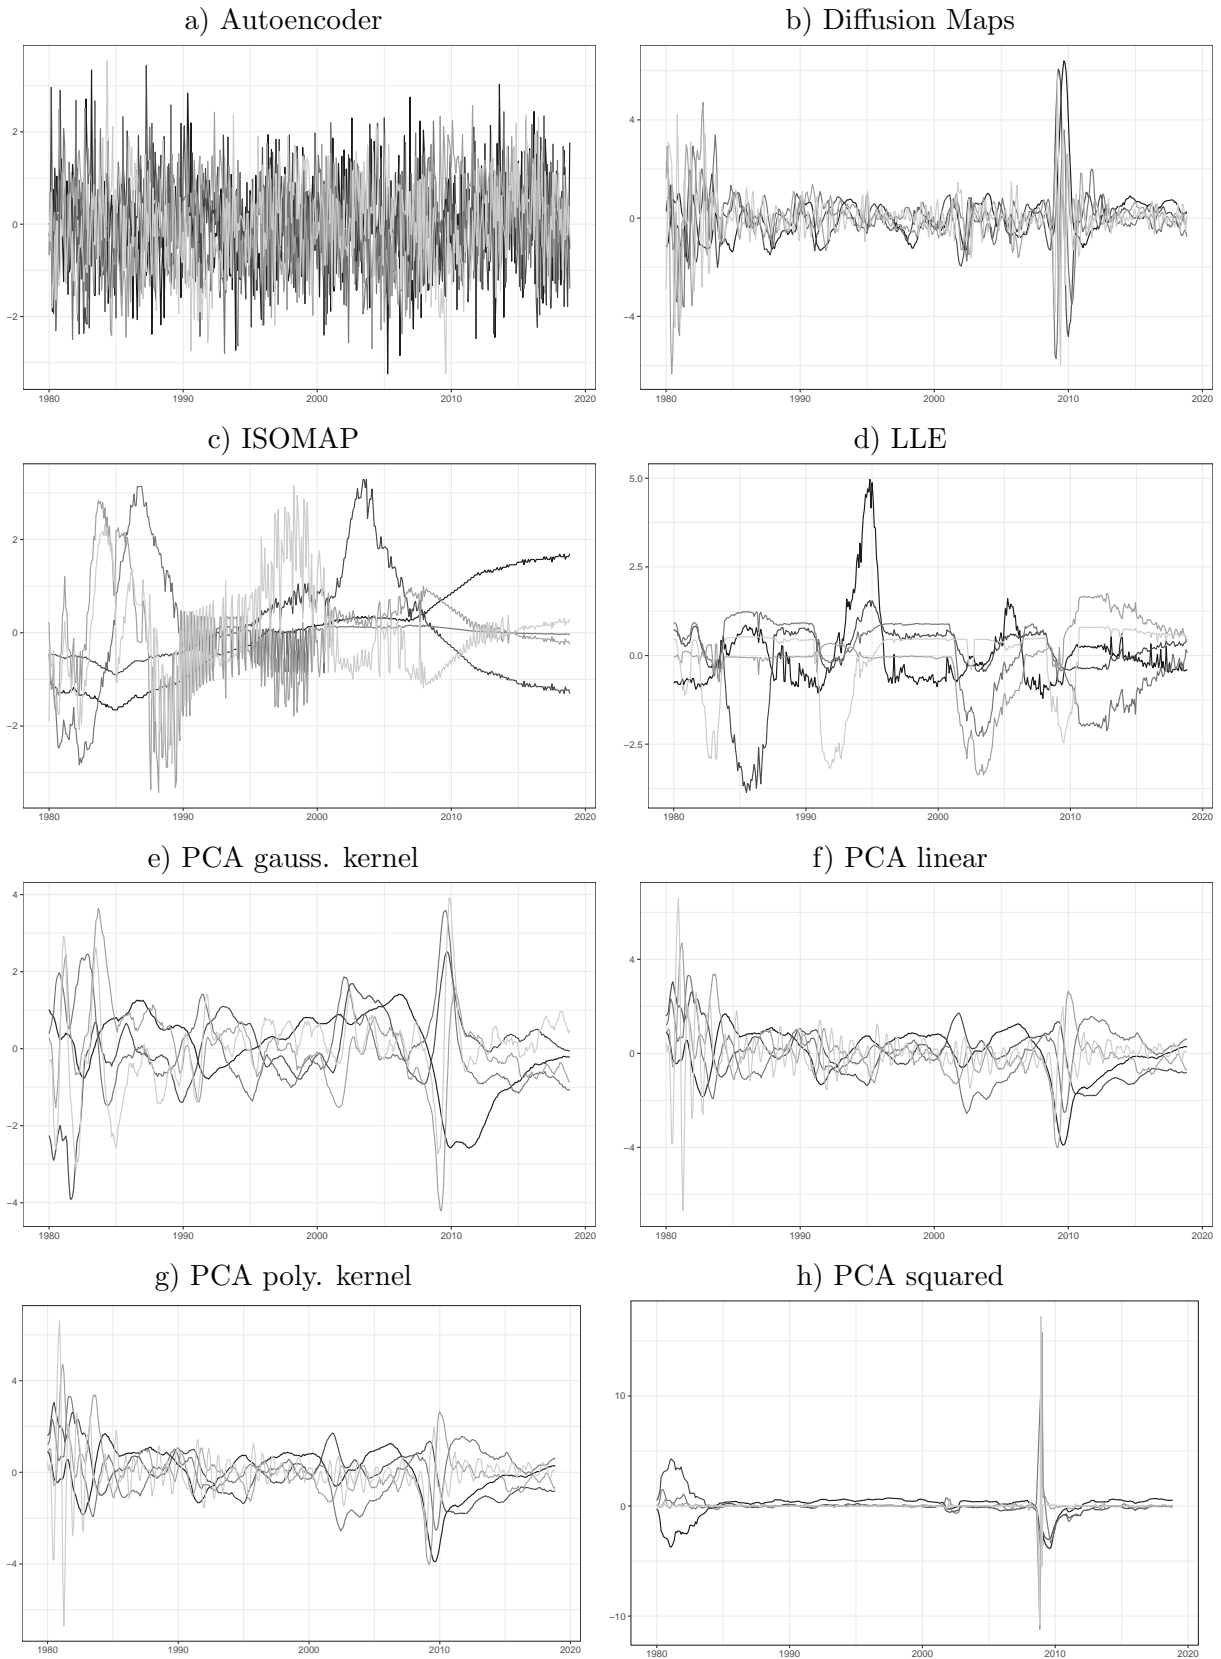 a) Autoencoder
b) Diffusion Maps
2
0
−2
1980 1990 2000 2010 2020
4
0
−4
1980 1990 2000 2010 2020
c) ISOMAP
d) LLE
2
0
−2
1980 1990 2000 2010 2020
5.0
2.5
0.0
−2.5
1980 1990 2000 2010 2020
e) PCA gauss. kernel
f) PCA linear
4
2
0
−2
−4
1980 1990 2000 2010 2020
4
0
−4
1980 1990 2000 2010 2020
g) PCA poly. kernel
h) PCA squared
4
0
−4
1980 1990 2000 2010 2020
10
0
−10
1980 1990 2000 2010 2020